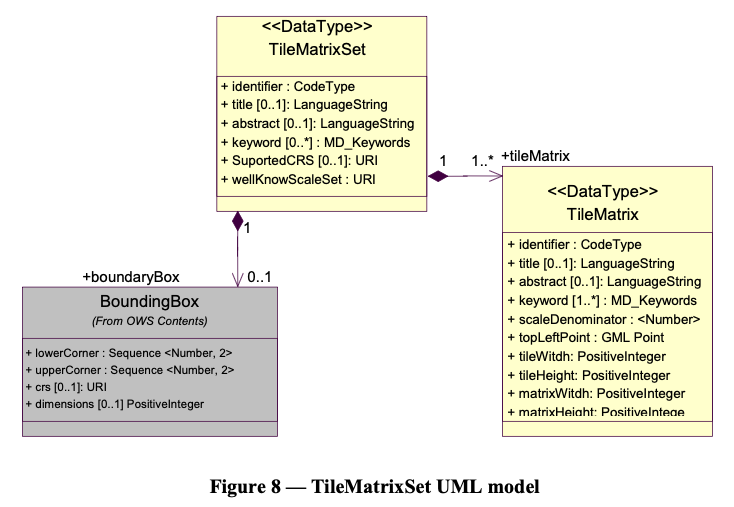 <<DataType>>
TileMatrixSet
+ identifier : CodeType
+ title [0..1]: LanguageString
+ abstract [0..1]: LanguageString
+ keyword [0..*] : MD_Keywords
+ SuportedCRS [0..1]: URI
+ wellKnowScaleSet : URI
1
1..*
+tileMatrix
<<DataType>>
TileMatrix
+ identifier : CodeType
+ title [0..1]: LanguageString
+ abstract [0..1]: LanguageString
+ keyword [1..*] : MD_Keywords
+ scaleDenominator : <Number>
+ topLeftPoint : GML Point
+ tileWitdh: PositiveInteger
+ tileHeight: PositiveInteger
+ matrixWitdh: PositiveInteger
+ matrixHeight: PositiveIntege
1
+boundaryBox
0..1
BoundingBox
(From OWS Contents)
+ lowerCorner : Sequence <Number, 2>
+ upperCorner : Sequence <Number, 2>
+ crs [0..1]: URI
+ dimensions [0..1] PositiveInteger
Figure 8 — TileMatrixSet UML model